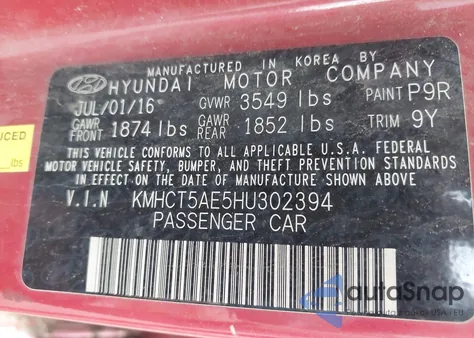 MANUFACTURED IN KOREA BY
HYUNDAI MOTOR COMPANY
JUL/01/16 GVWR 3549 lbs PAINT P9R
GAWR FRONT 1874 lbs GAWR REAR 1852 lbs TRIM 9Y
THIS VEHICLE CONFORMS TO ALL APPLICABLE U.S.A. FEDERAL
MOTOR VEHICLE SAFETY, BUMPER, AND THEFT PREVENTION STANDARDS
IN EFFECT ON THE DATE OF MANUFACTURE SHOWN ABOVE.
V.I.N KMHCT5AE5HU302394
PASSENGER CAR
UCED
lbs
autoSnap